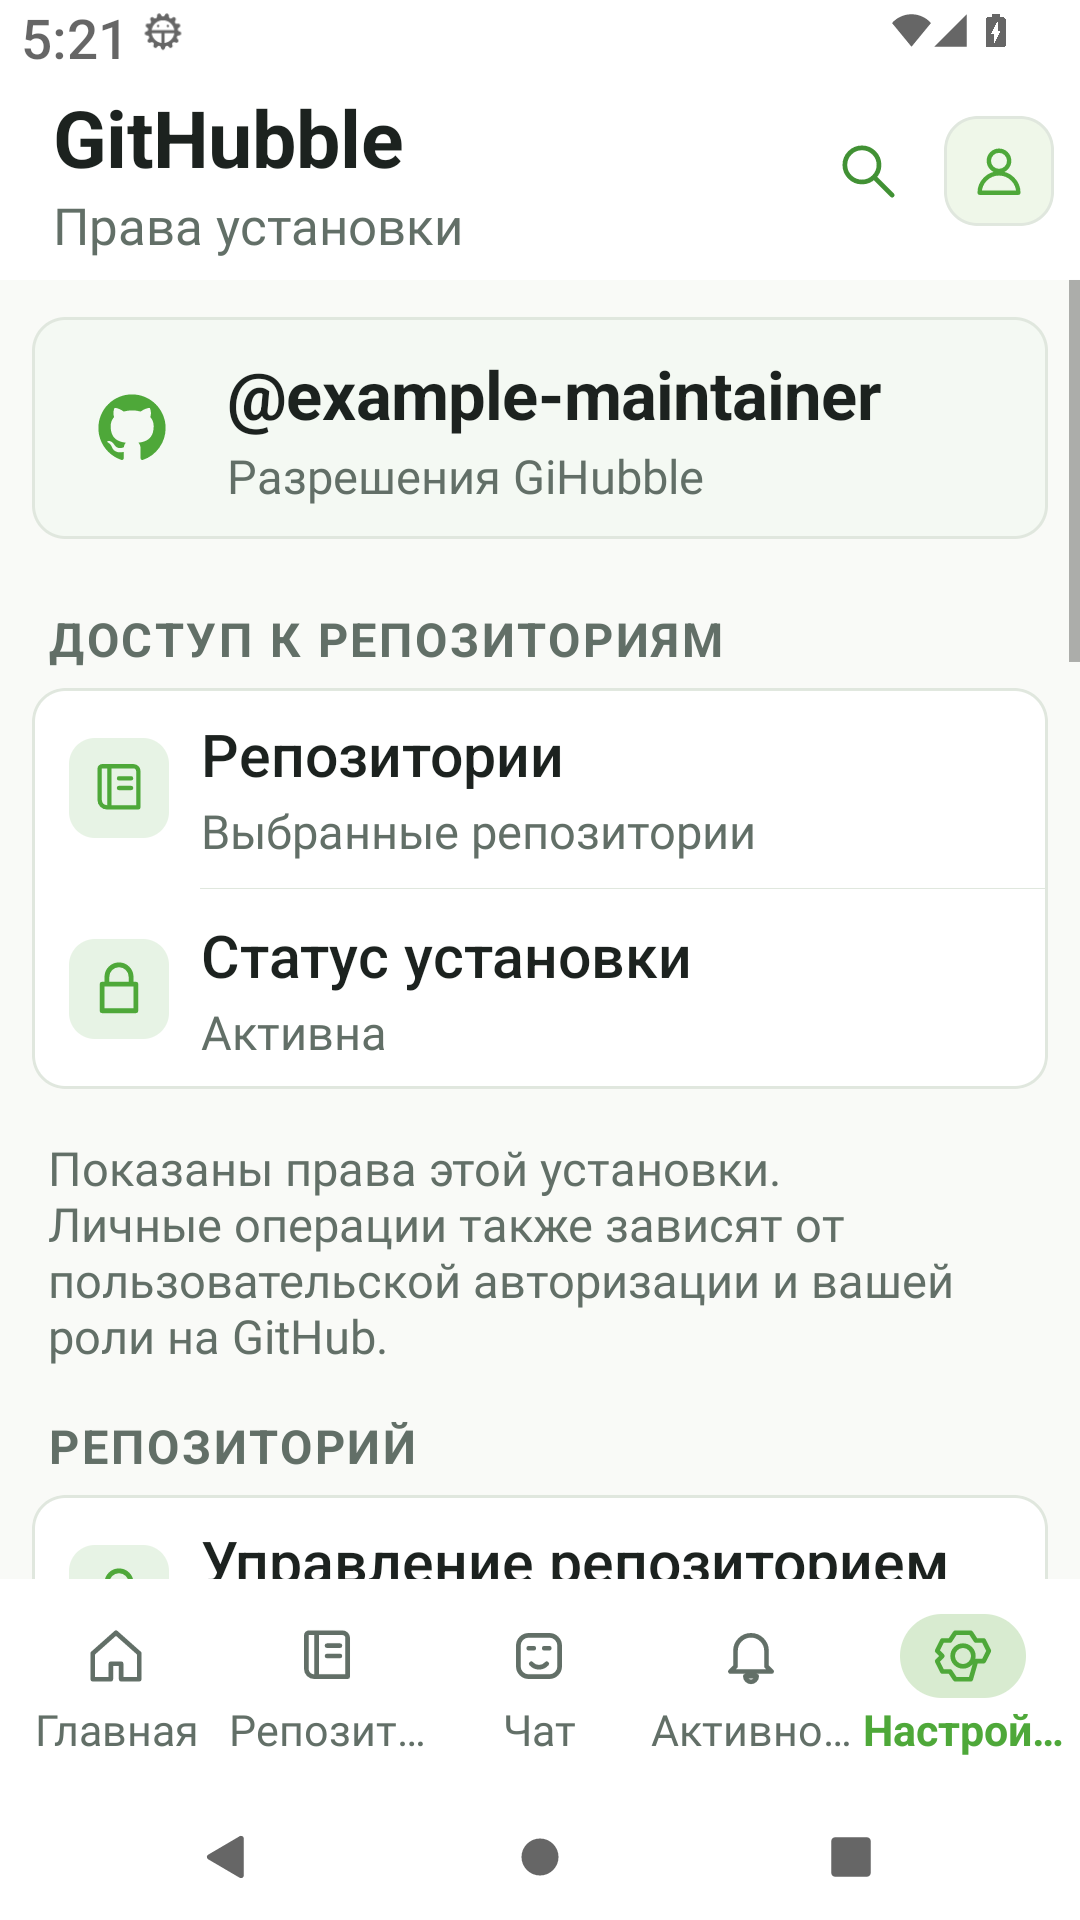 5:21
GitHubble
Права установки
@example-maintainer
Разрешения GiHubble
ДОСТУП К РЕПОЗИТОРИЯМ
Репозитории
Выбранные репозитории
Статус установки
Активна
Показаны права этой установки.
Личные операции также зависят от
пользовательской авторизации и вашей
роли на GitHub.
РЕПОЗИТОРИЙ
Управление репозиторием
Главная
Репозит…
Чат
Активно…
Настрой…